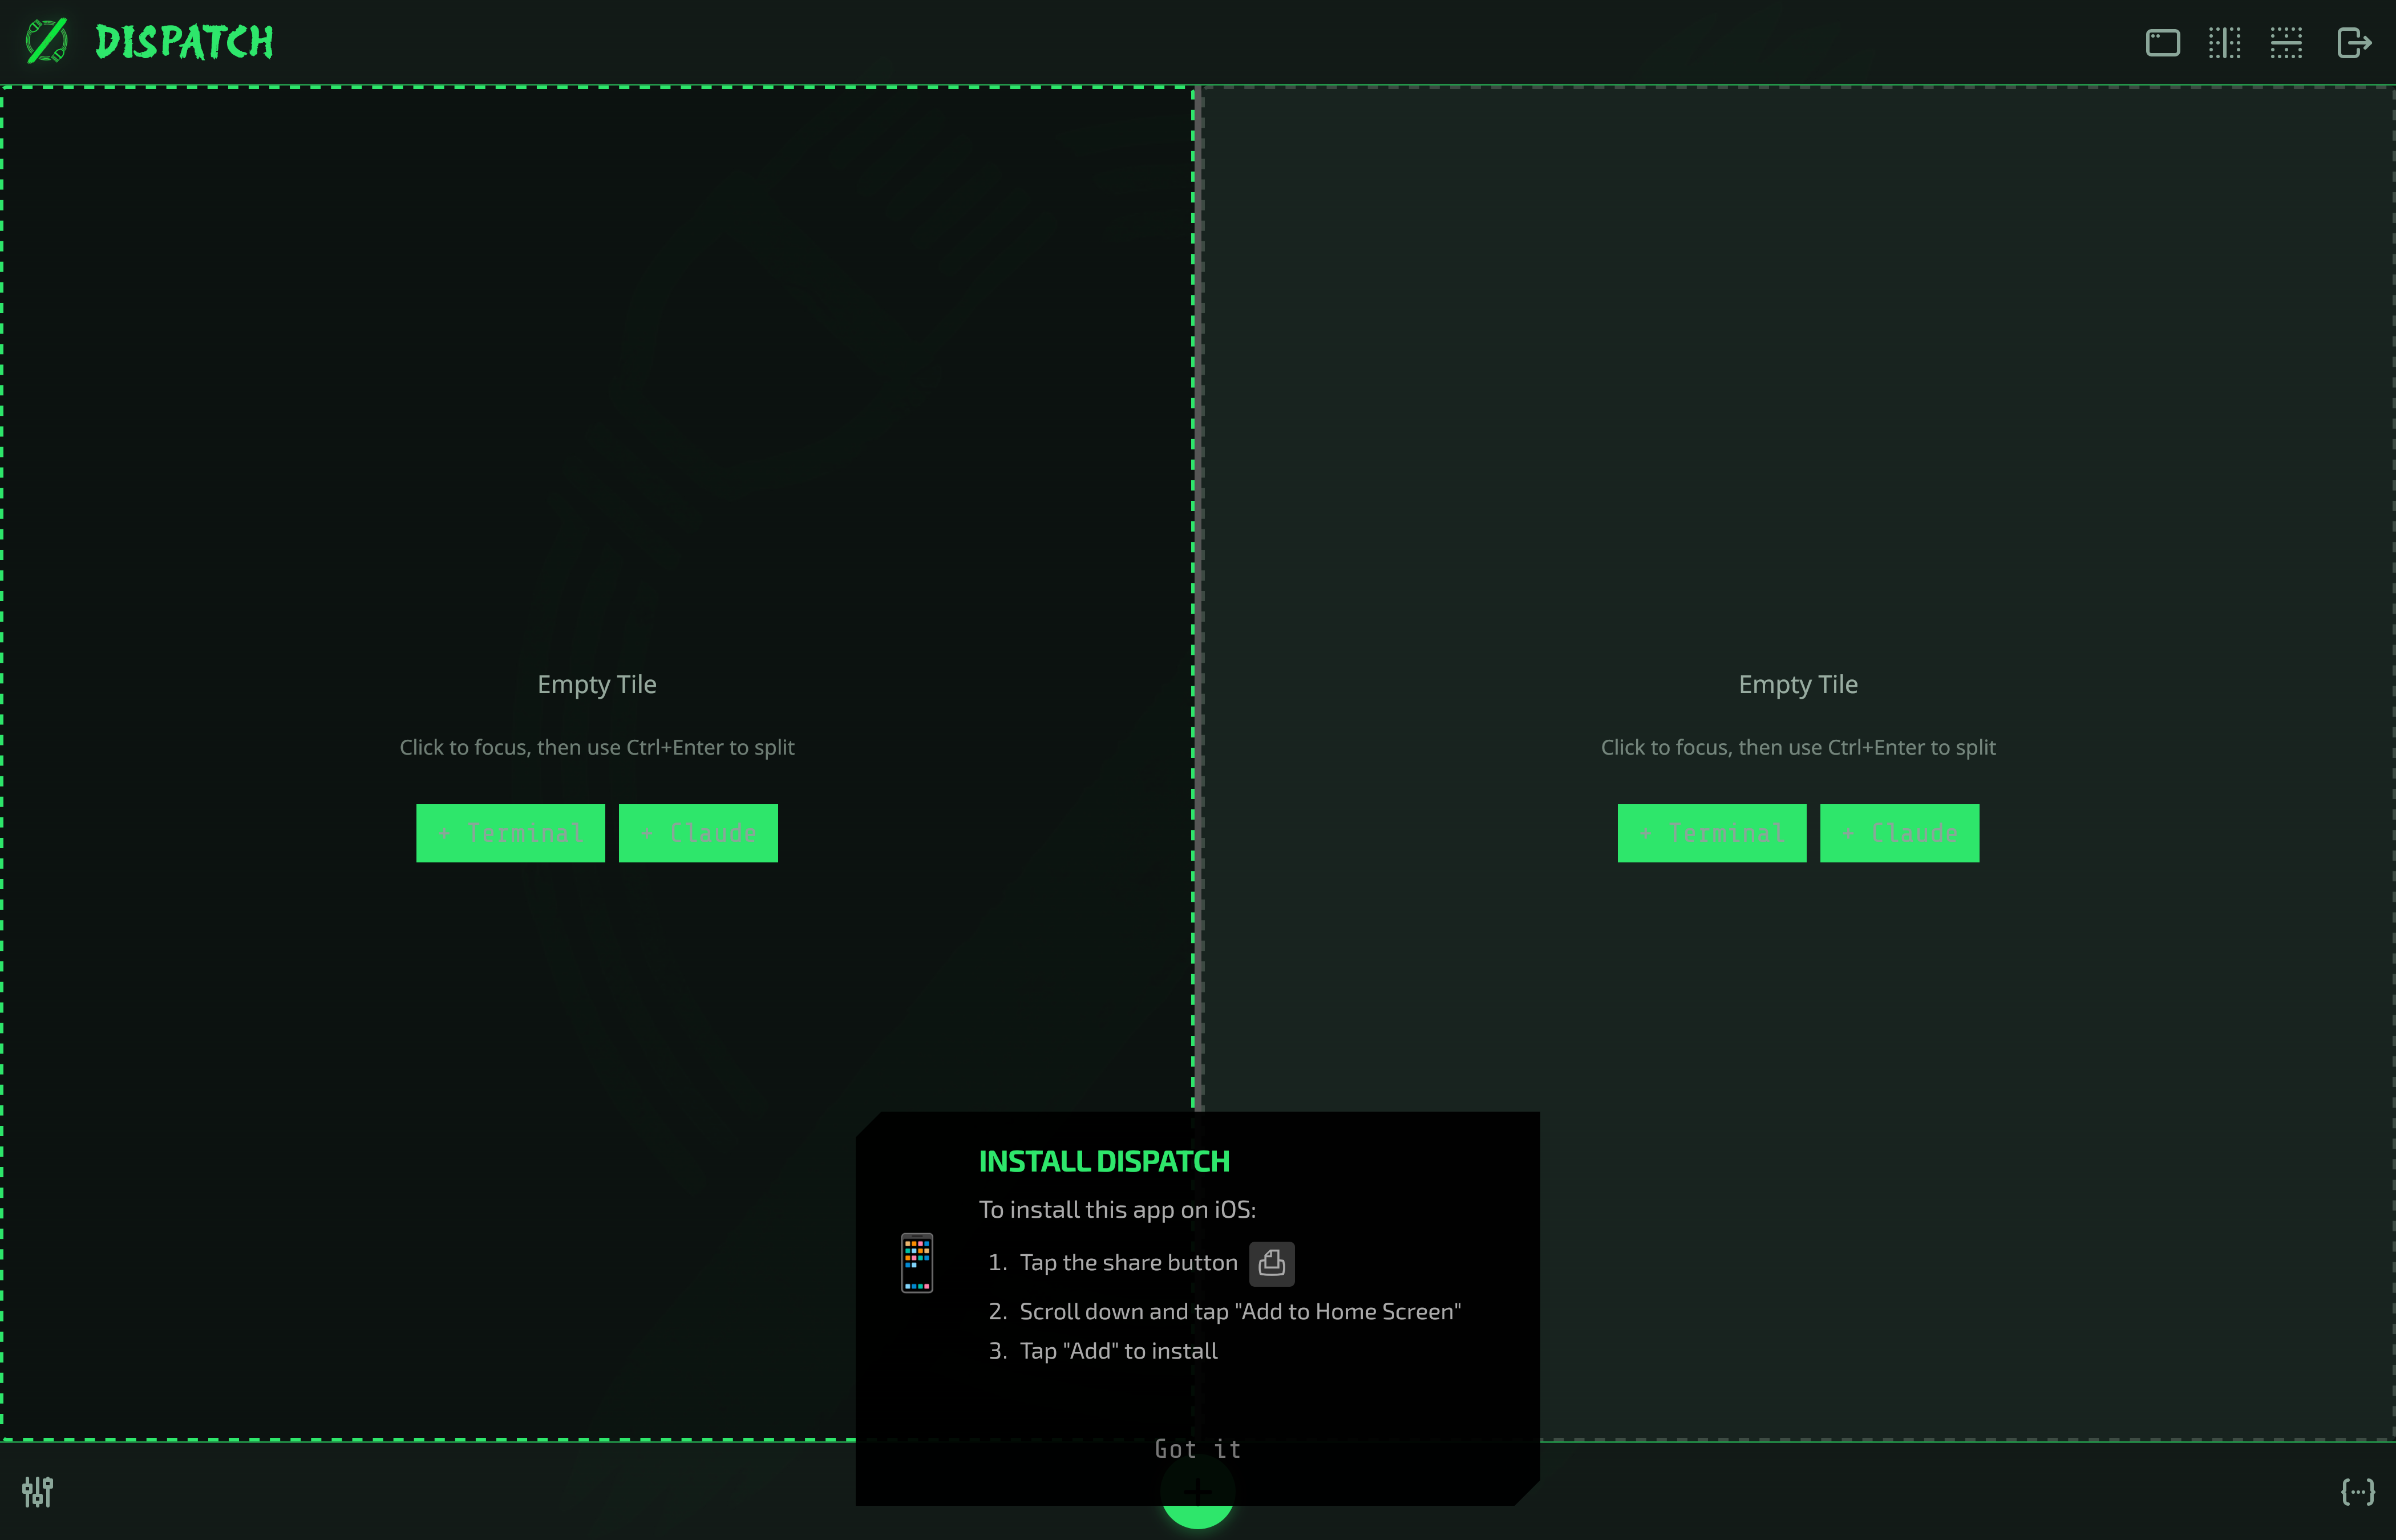 DISPATCH
Empty Tile
Click to focus, then use Ctrl+Enter to split
+ Terminal
+ Claude
Empty Tile
Click to focus, then use Ctrl+Enter to split
+ Terminal
+ Claude
INSTALL DISPATCH
To install this app on iOS:
1. Tap the share button
2. Scroll down and tap "Add to Home Screen"
3. Tap "Add" to install
Got it